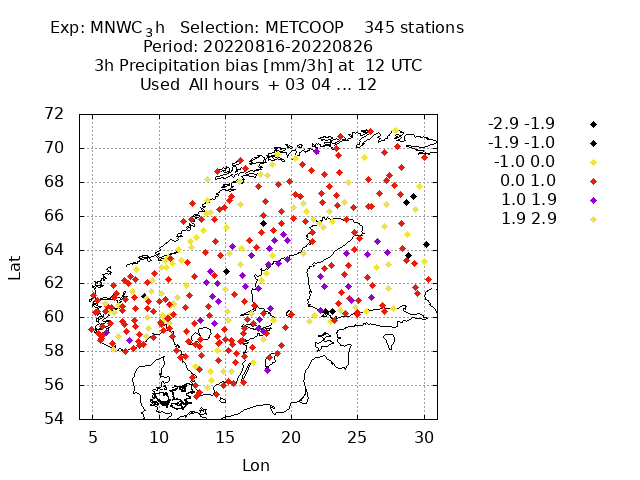 Exp: MNWC_3h Selection: METCOOP 345 stations
Period: 20220816-20220826
3h Precipitation bias [mm/3h] at 12 UTC
Used All hours + 03 04 ... 12
-2.9 -1.9
-1.9 -1.0
-1.0 0.0
0.0 1.0
1.0 1.9
1.9 2.9
72
70
68
66
64
62
60
58
56
54
Lat
5 10 15 20 25 30
Lon